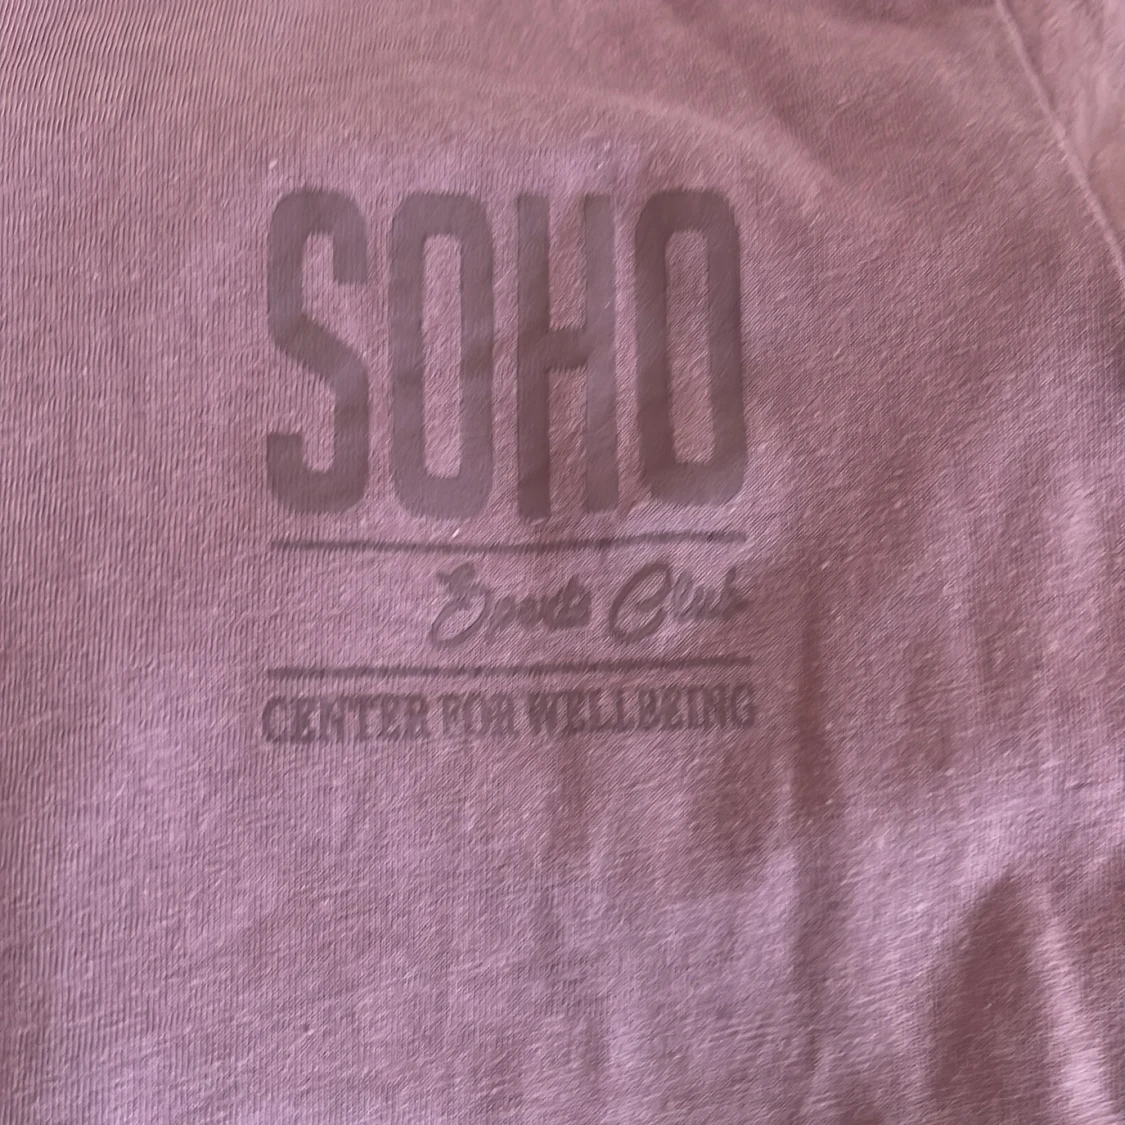 SOHO
Sports Club
CENTER FOR WELLBEING